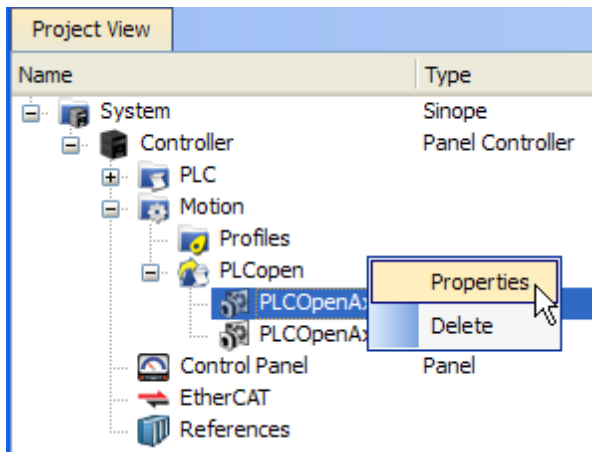 Project View
Name Type
System Sinope
Controller Panel Controller
PLC
Motion
Profiles
PLCopen
Properties
PLCOpenAx
Delete
PLCOpenAx
Control Panel Panel
EtherCAT
References